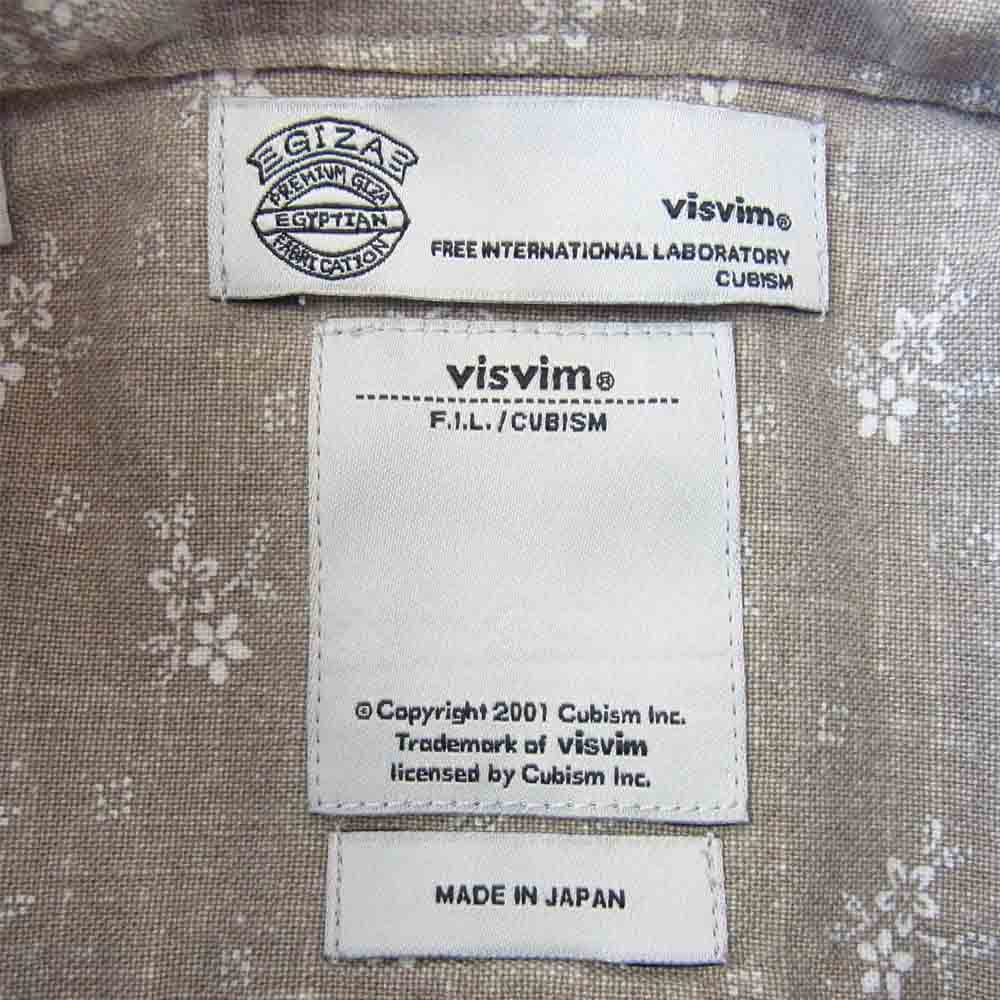 GIZA
PREMIUM GIZA
EGYPTIAN
FABRICATION
visvim®
FREE INTERNATIONAL LABORATORY
CUBISM
visvim®
F.I.L. / CUBISM
© Copyright 2001 Cubism Inc.
Trademark of visvim
licensed by Cubism Inc.
MADE IN JAPAN